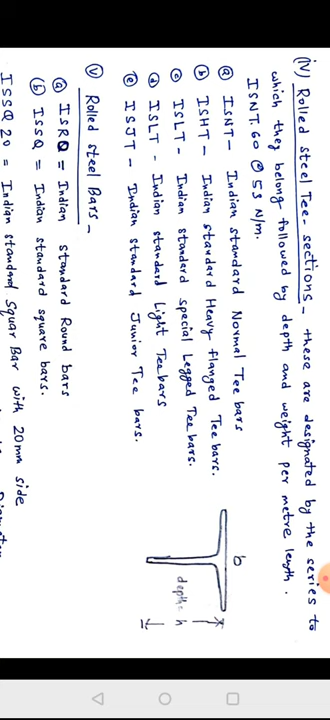 (iv) Rolled Steel Tee-sections - these are designated by the series to
which they belong followed by depth and weight per metre length.
ISNT.60 @ 53 N/m.
(a) ISNT - Indian standard Normal Tee bars
(b) ISHT - Indian standard Heavy flanged Tee bars.
(c) ISLT - Indian standard special Legged Tee bars.
(d) ISLT - Indian standard Light Tee bars
(e) ISJT - Indian standard Junior Tee bars.
b
depth = h
(v) Rolled steel Bars -
(a) ISRO = Indian standard Round bars
(b) ISSQ = Indian standard square bars.
ISSQ 20 = Indian standard Squar Bar with 20mm side